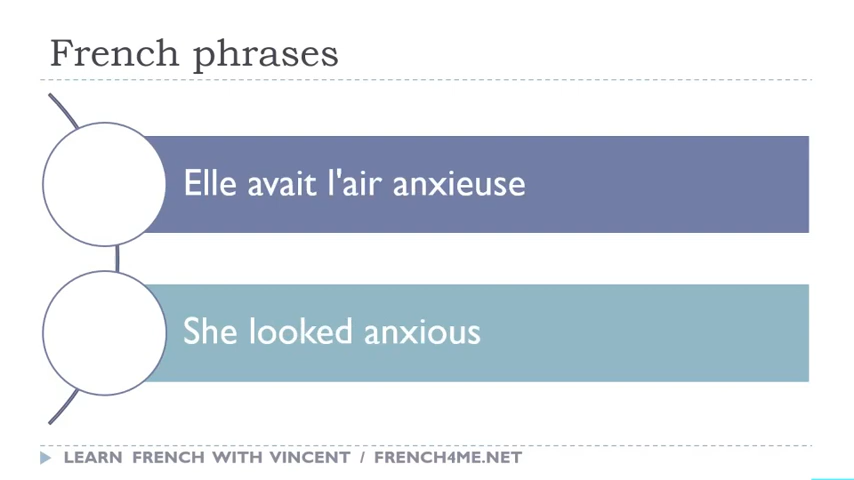 French phrases
Elle avait l'air anxieuse
She looked anxious
LEARN FRENCH WITH VINCENT / FRENCH4ME.NET